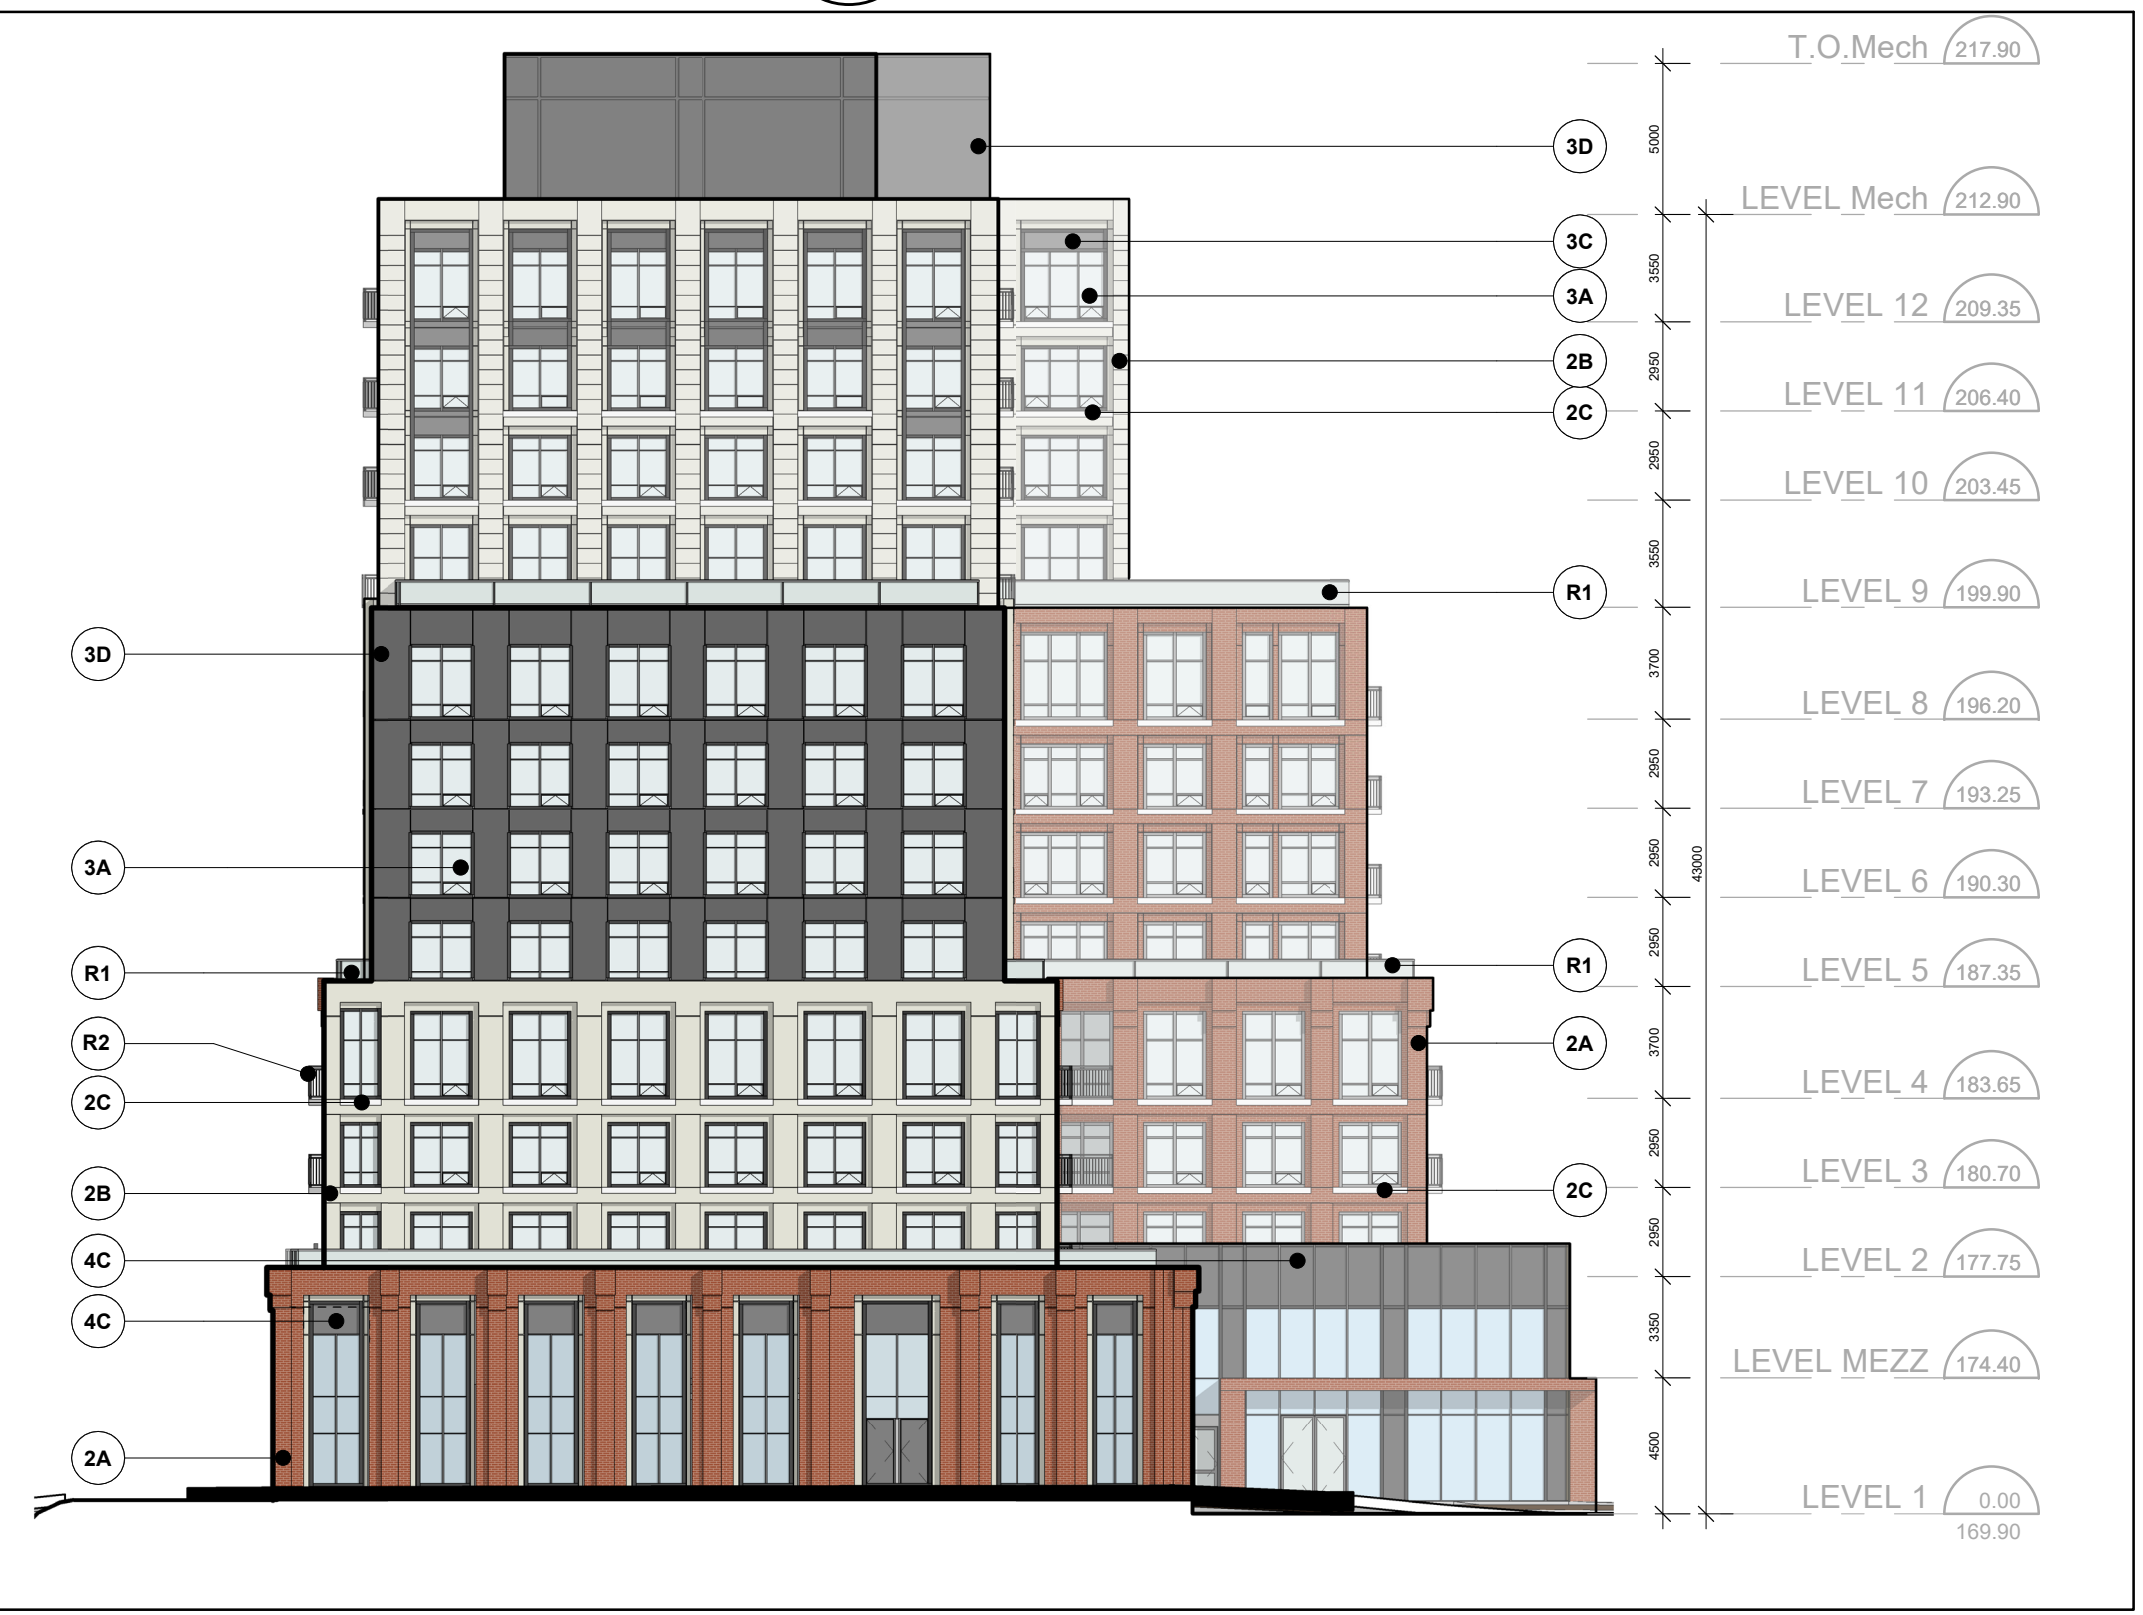 T.O.Mech 217.90
5000
3D
LEVEL Mech 212.90
3C
3550
3A
LEVEL 12 209.35
2B
2950
LEVEL 11 206.40
2C
2950
LEVEL 10 203.45
3550
R1
LEVEL 9 199.90
3D
3700
LEVEL 8 196.20
2950
LEVEL 7 193.25
3A
2950
43000
LEVEL 6 190.30
2950
R1
R1
LEVEL 5 187.35
R2
2A
3700
2C
LEVEL 4 183.65
2950
2B
2C
LEVEL 3 180.70
2950
4C
LEVEL 2 177.75
4C
3350
LEVEL MEZZ 174.40
2A
4500
LEVEL 1 0.00
169.90